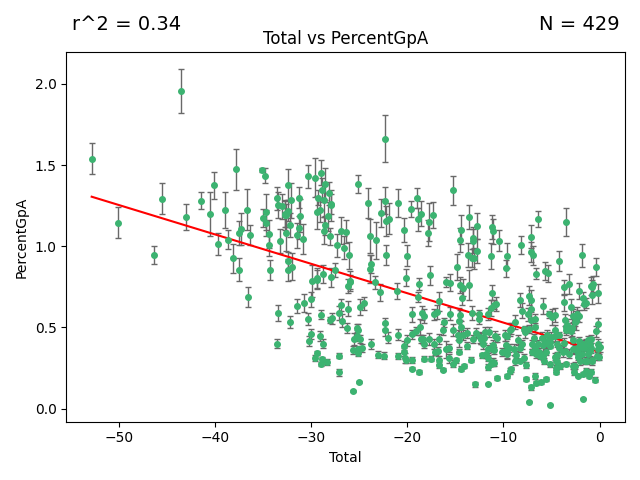 r^2 = 0.34
N = 429
Total vs PercentGpA
2.0
1.5
1.0
0.5
0.0
PercentGpA
−50
−40
−30
−20
−10
0
Total